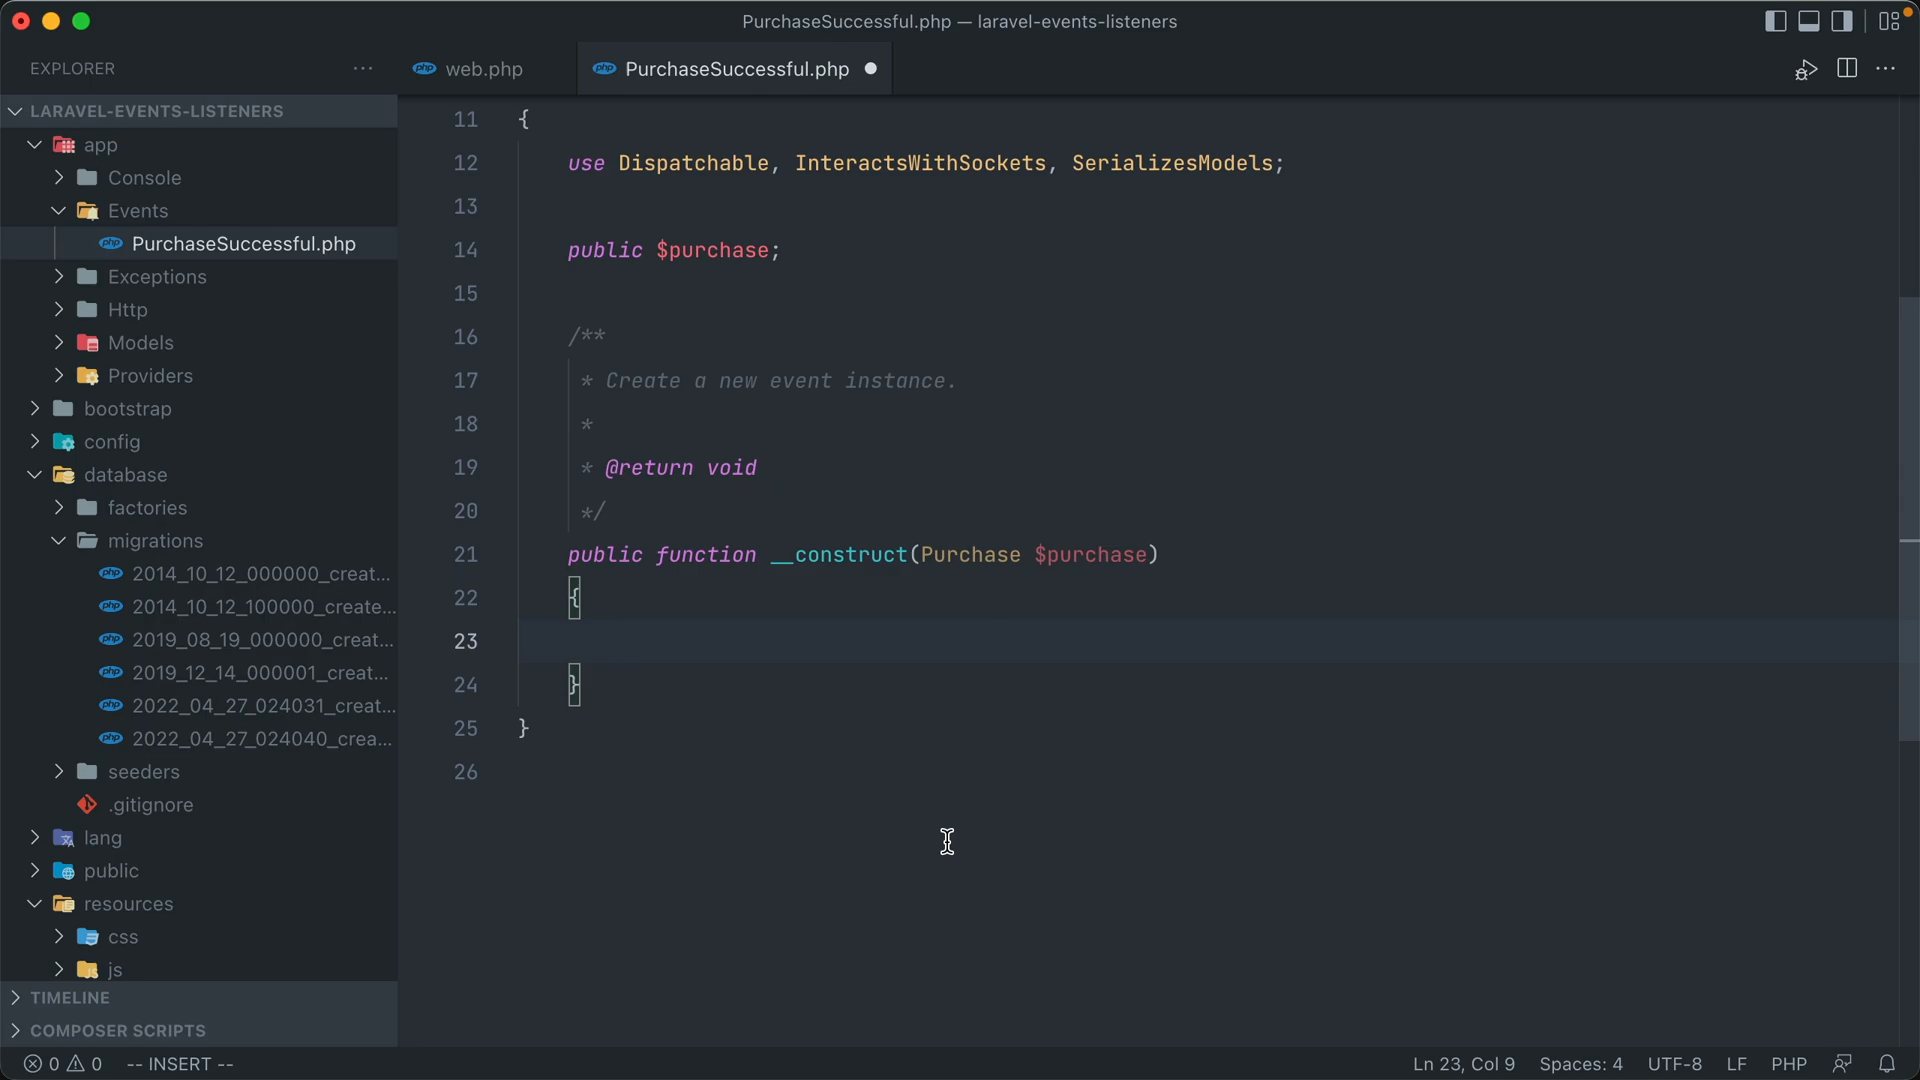 PurchaseSuccessful.php — laravel-events-listeners
EXPLORER
web.php
PurchaseSuccessful.php
LARAVEL-EVENTS-LISTENERS
app
Console
Events
PurchaseSuccessful.php
Exceptions
Http
Models
Providers
bootstrap
config
database
factories
migrations
2014_10_12_000000_creat...
2014_10_12_100000_create...
2019_08_19_000000_creat...
2019_12_14_000001_creat...
2022_04_27_024031_creat...
2022_04_27_024040_crea...
seeders
.gitignore
lang
public
resources
css
js
TIMELINE
COMPOSER SCRIPTS
11 {
12 use Dispatchable, InteractsWithSockets, SerializesModels;
13
14 public $purchase;
15
16 /**
17 * Create a new event instance.
18 *
19 * @return void
20 */
21 public function __construct(Purchase $purchase)
22 {
23
24 }
25 }
26
0 0 -- INSERT -- Ln 23, Col 9 Spaces: 4 UTF-8 LF PHP